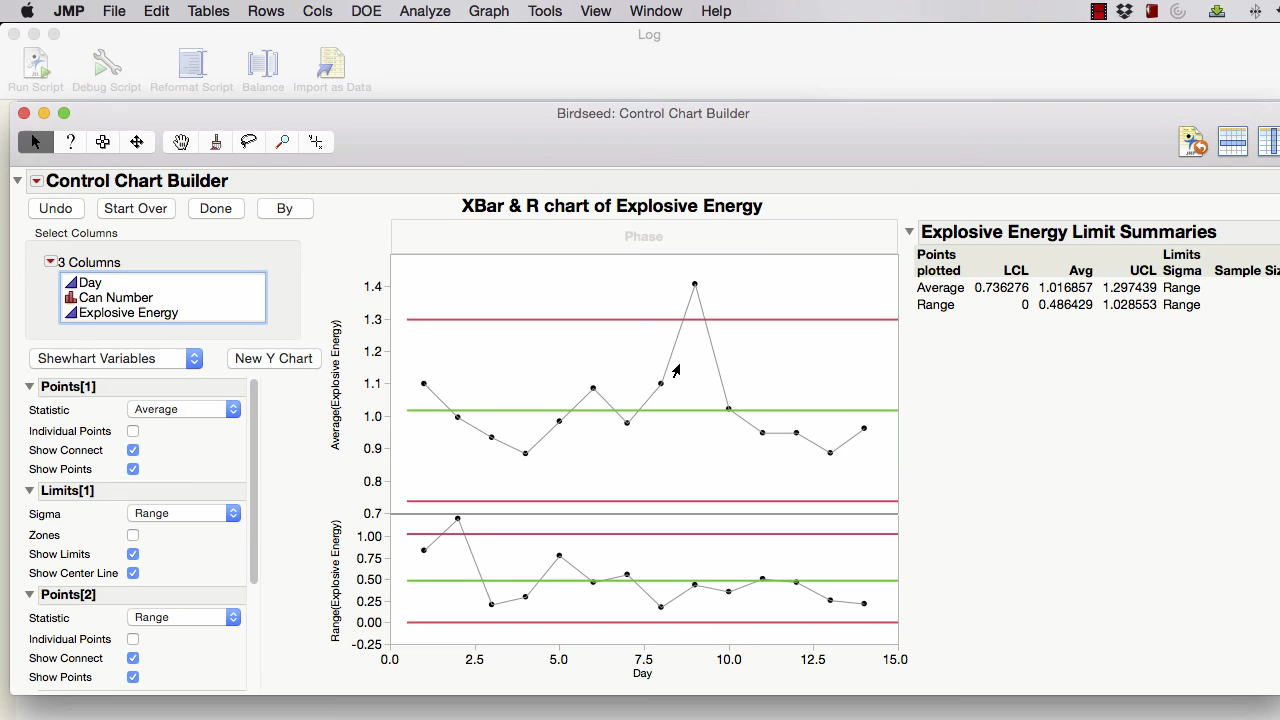 JMP File Edit Tables Rows Cols DOE Analyze Graph Tools View Window Help
Log
Run Script Debug Script Reformat Script Balance Import as Data
Birdseed: Control Chart Builder
?
JMP
Control Chart Builder
Undo Start Over Done By
Select Columns
3 Columns
Day
Can Number
Explosive Energy
Shewhart Variables New Y Chart
Points[1]
Statistic Average
Individual Points
Show Connect
Show Points
Limits[1]
Sigma Range
Zones
Show Limits
Show Center Line
Points[2]
Statistic Range
Individual Points
Show Connect
Show Points
XBar & R chart of Explosive Energy
Phase
Average(Explosive Energy)
1.4
1.3
1.2
1.1
1.0
0.9
0.8
0.7
Range(Explosive Energy)
1.00
0.75
0.50
0.25
0.00
-0.25
0.0 2.5 5.0 7.5 10.0 12.5 15.0
Day
Explosive Energy Limit Summaries
Points Limits
plotted LCL Avg UCL Sigma Sample Siz
Average 0.736276 1.016857 1.297439 Range
Range 0 0.486429 1.028553 Range